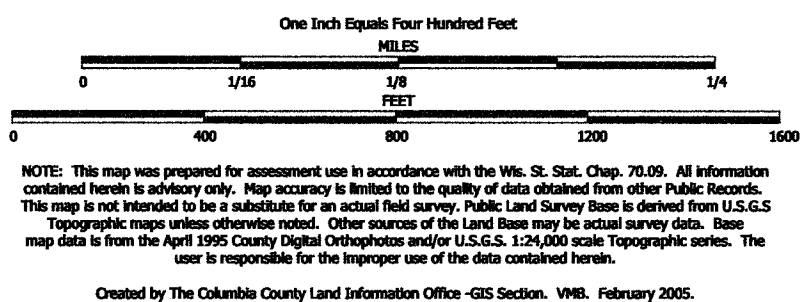 One Inch Equals Four Hundred Feet
MILES
0 1/16 1/8 1/4
FEET
0 400 800 1200 1600
NOTE: This map was prepared for assessment use in accordance with the Wis. St. Stat. Chap. 70.09. All information
contained herein is advisory only. Map accuracy is limited to the quality of data obtained from other Public Records.
This map is not intended to be a substitute for an actual field survey. Public Land Survey Base is derived from U.S.G.S
Topographic maps unless otherwise noted. Other sources of the Land Base may be actual survey data. Base
map data is from the April 1995 County Digital Orthophotos and/or U.S.G.S. 1:24,000 scale Topographic series. The
user is responsible for the improper use of the data contained herein.
Created by The Columbia County Land Information Office -GIS Section. VMB. February 2005.